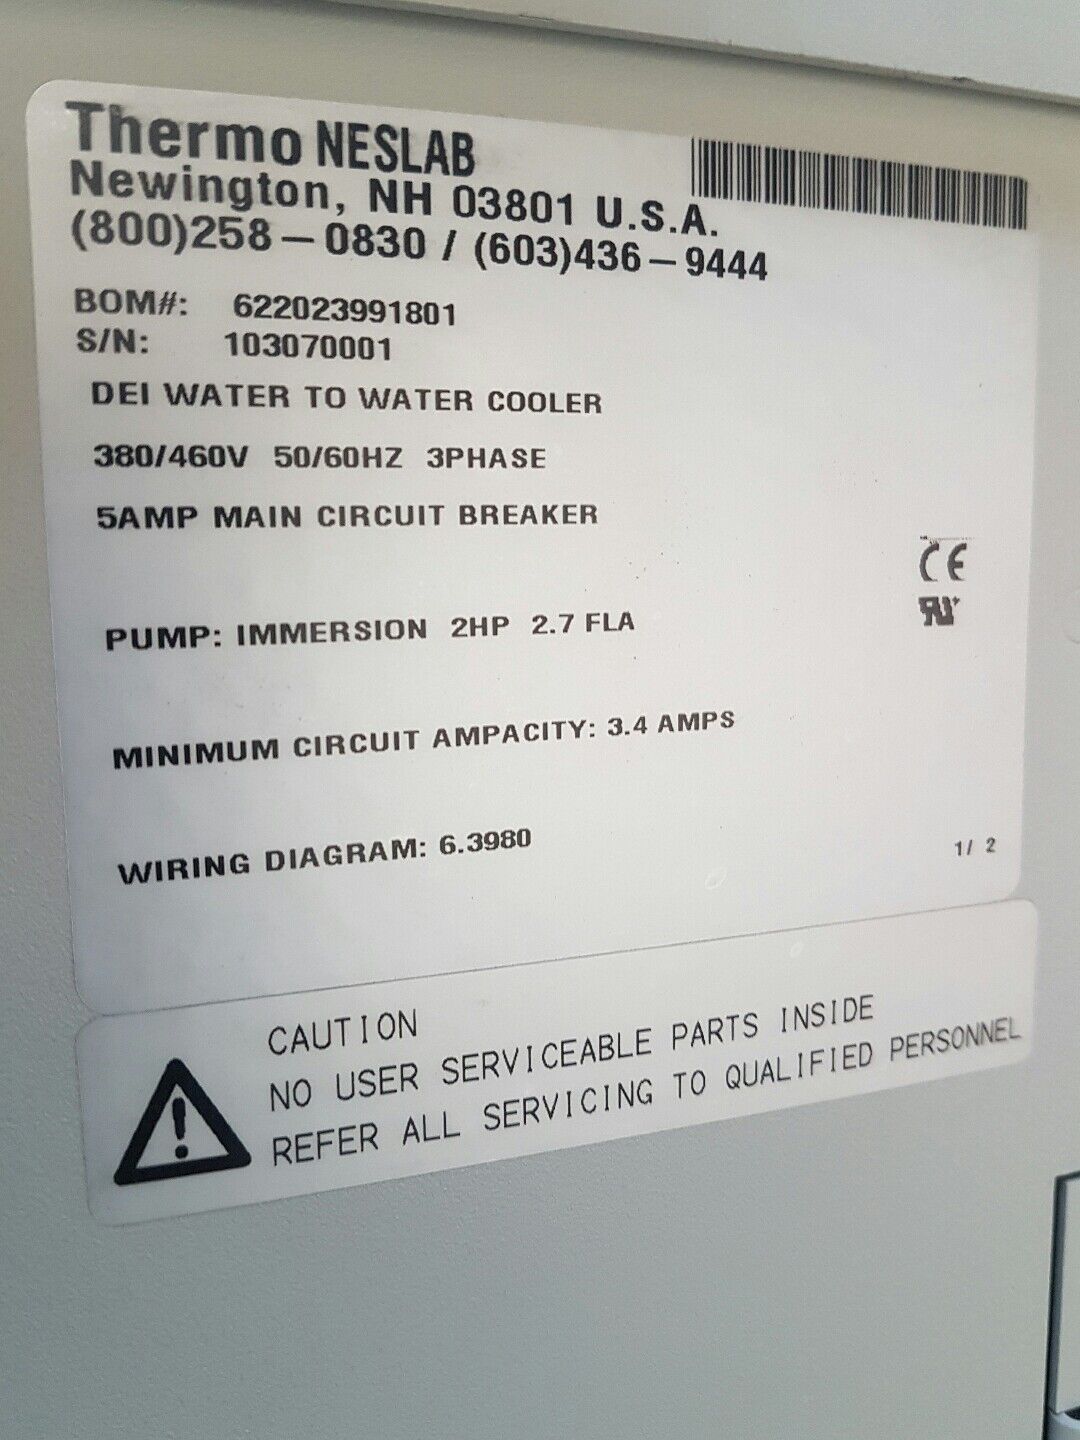 Thermo NESLAB
Newington, NH 03801 U.S.A.
(800)258-0830 / (603)436-9444
BOM#: 622023991801
S/N: 103070001
DEI WATER TO WATER COOLER
380/460V 50/60HZ 3PHASE
5AMP MAIN CIRCUIT BREAKER
CE
PUMP: IMMERSION 2HP 2.7 FLA
MINIMUM CIRCUIT AMPACITY: 3.4 AMPS
WIRING DIAGRAM: 6.3980
1/ 2
CAUTION
NO USER SERVICEABLE PARTS INSIDE
REFER ALL SERVICING TO QUALIFIED PERSONNEL